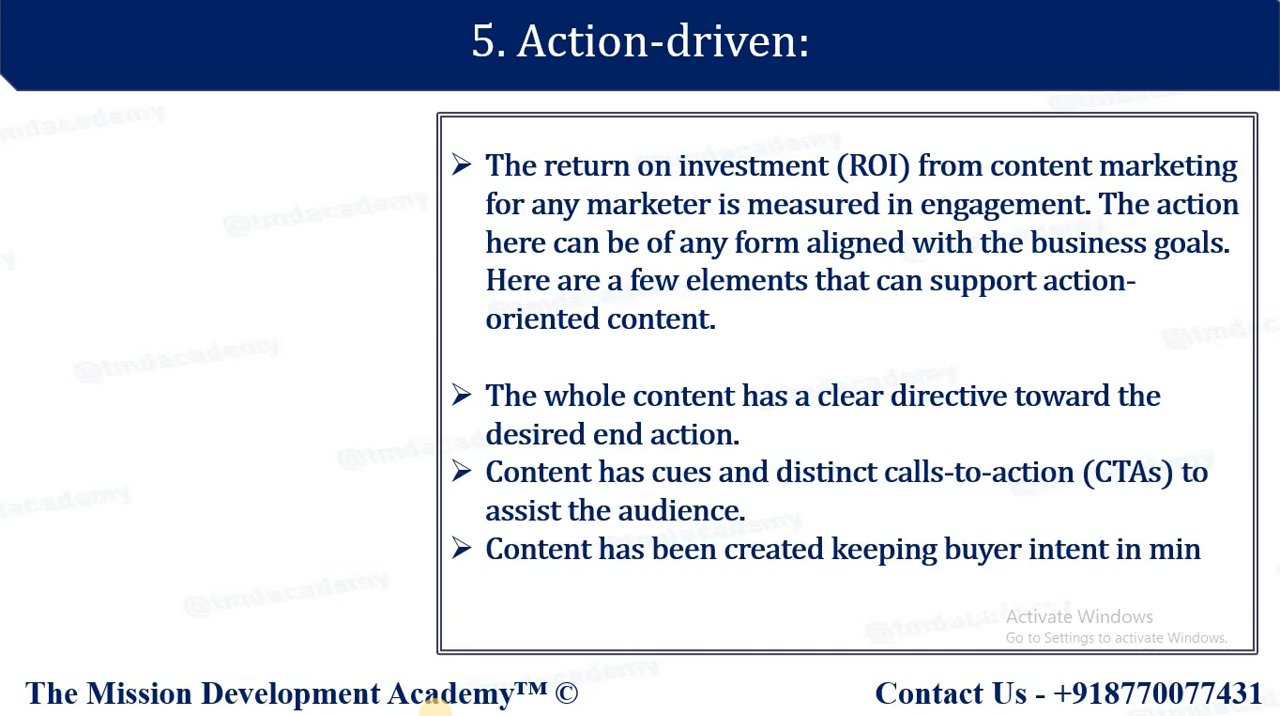 5. Action-driven:
➢ The return on investment (ROI) from content marketing
for any marketer is measured in engagement. The action
here can be of any form aligned with the business goals.
Here are a few elements that can support action-
oriented content.
➢ The whole content has a clear directive toward the
desired end action.
➢ Content has cues and distinct calls-to-action (CTAs) to
assist the audience.
➢ Content has been created keeping buyer intent in min
Activate Windows
Go to Settings to activate Windows.
The Mission Development Academy™ ©
Contact Us - +918770077431
@tmdacademy